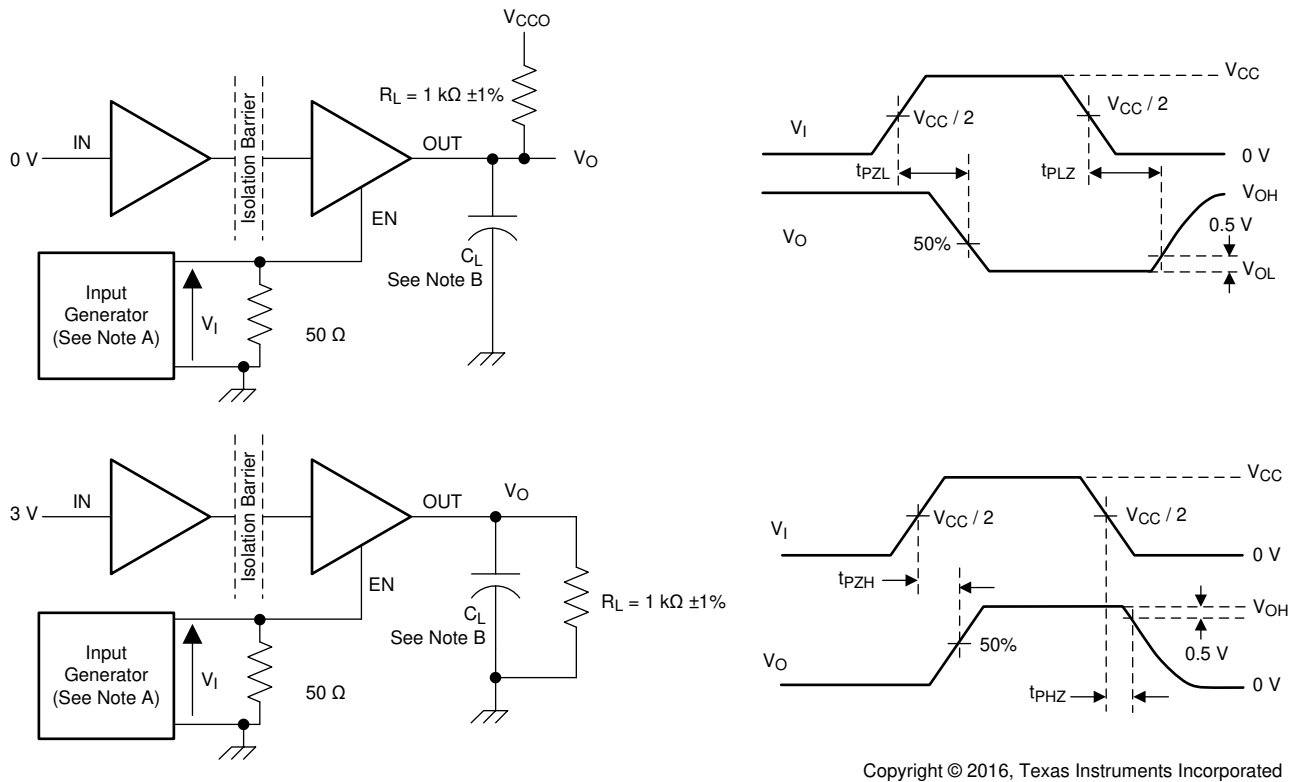 VCCO
RL = 1 kΩ ±1%
0 V
IN
Isolation Barrier
OUT
VO
EN
CL
See Note B
Input
Generator
(See Note A)
VI
50 Ω
VI
VCC / 2
VCC / 2
VCC
0 V
tPZL
tPLZ
VO
50%
VOH
0.5 V
VOL
3 V
IN
Isolation Barrier
OUT
VO
EN
CL
See Note B
RL = 1 kΩ ±1%
Input
Generator
(See Note A)
VI
50 Ω
VI
VCC / 2
VCC / 2
VCC
0 V
tPZH
VO
50%
VOH
0.5 V
tPHZ
0 V
Copyright © 2016, Texas Instruments Incorporated